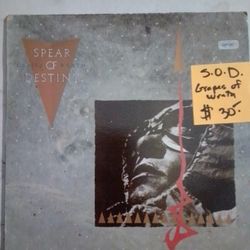 SPEAR
OF
DESTINY
S.O.D.
Grapes of
Wrath
$30.